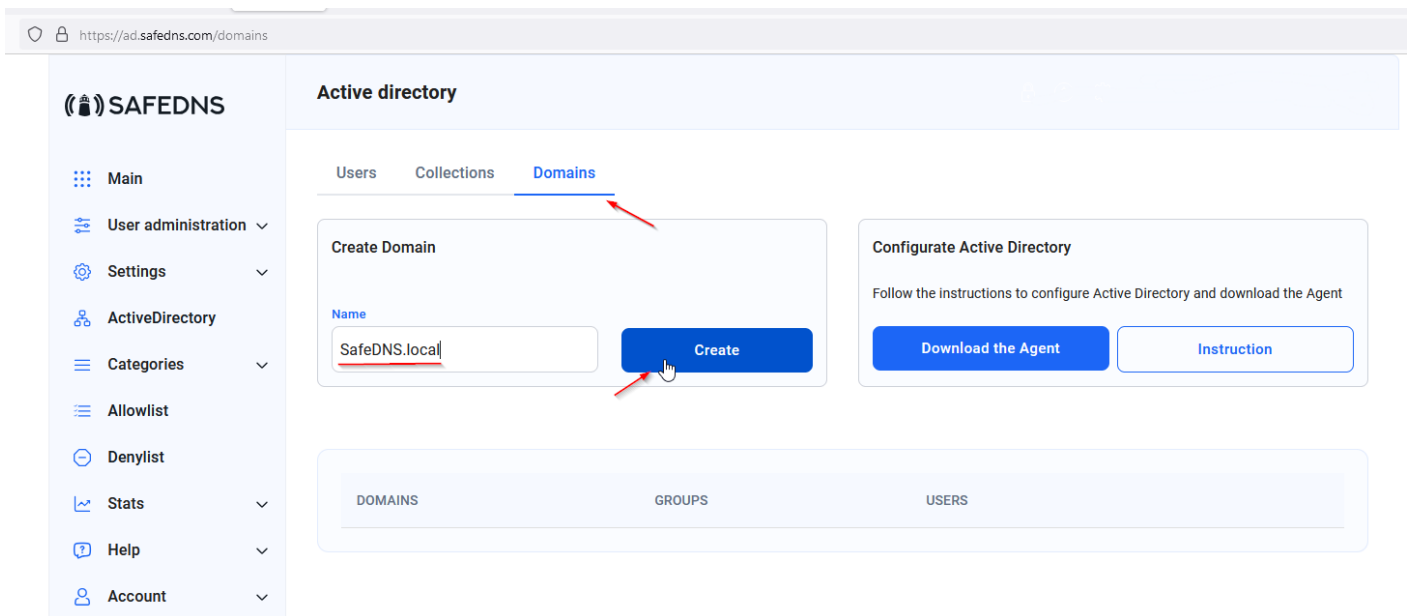 https://ad.safedns.com/domains
SAFEDNS
Active directory
Main
User administration
Settings
ActiveDirectory
Categories
Allowlist
Denylist
Stats
Help
Account
Users Collections Domains
Create Domain
Name
SafeDNS.local
Create
Configurate Active Directory
Follow the instructions to configure Active Directory and download the Agent
Download the Agent Instruction
DOMAINS GROUPS USERS